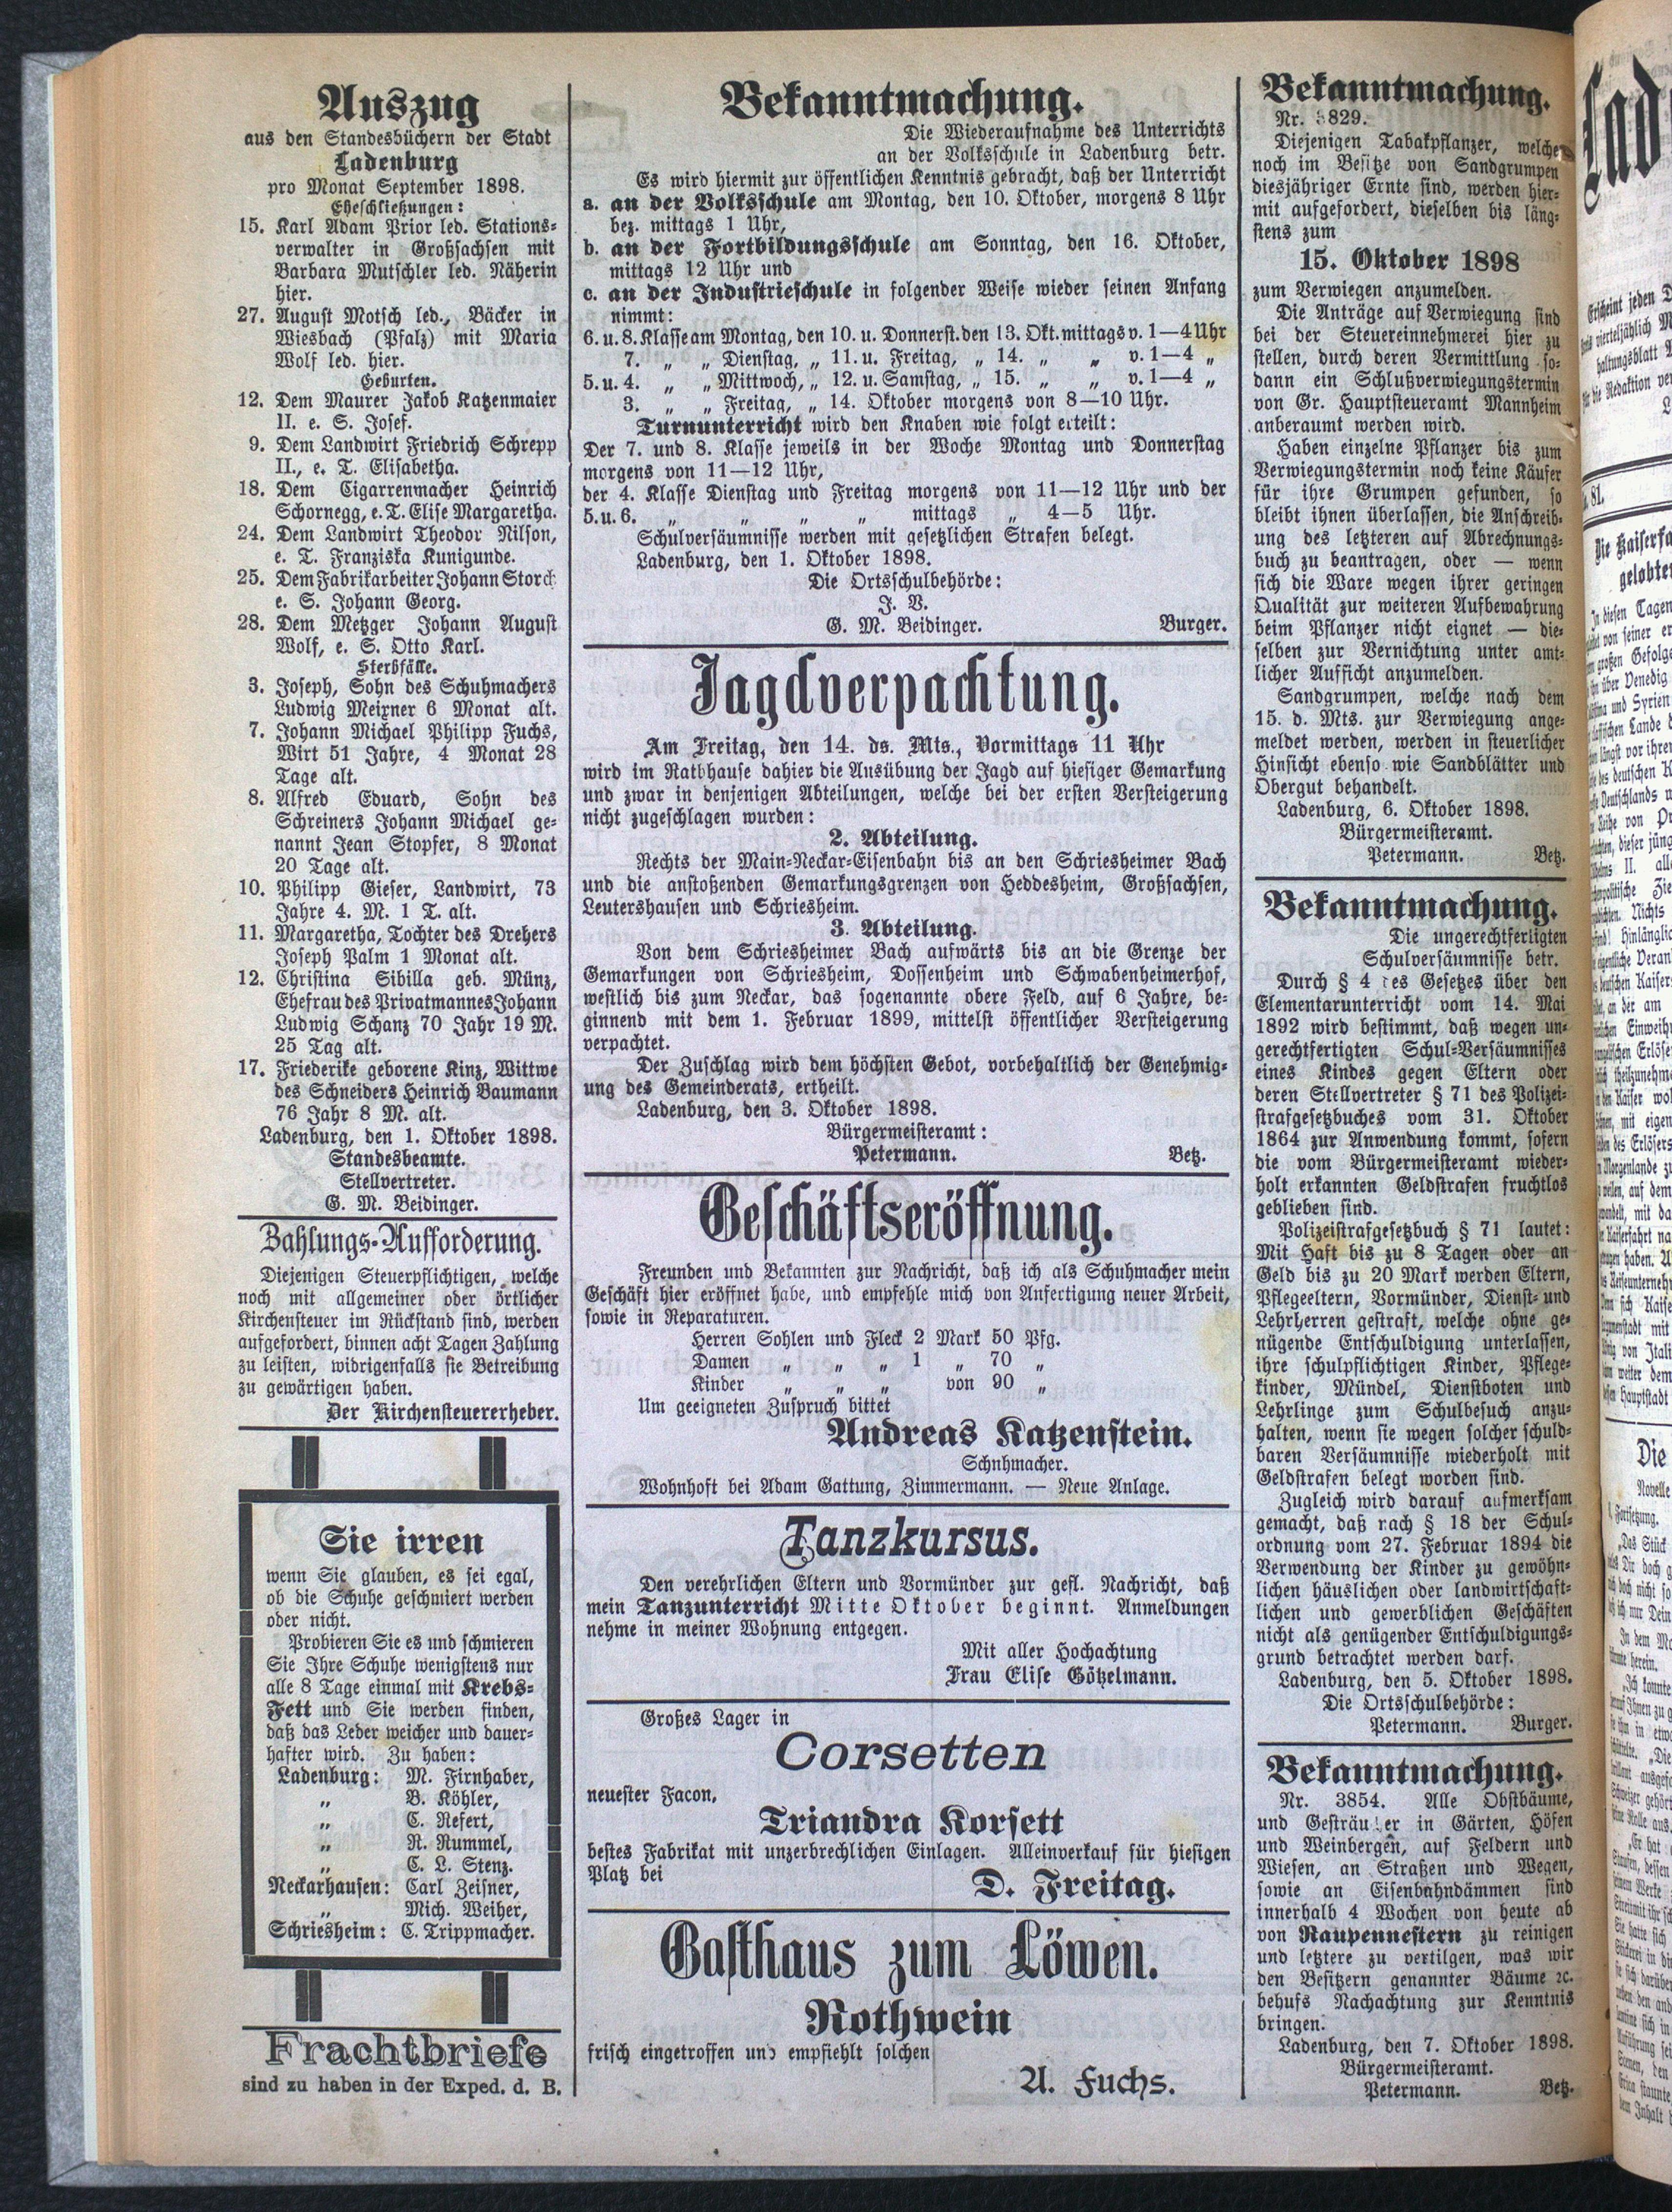 Auszug
aus den Standesbüchern der Stadt
Ladenburg
pro Monat September 1898.
Eheschließungen:
15. Karl Adam Prior led. Stations-
verwalter in Großsachsen mit
Barbara Mutschler led. Näherin
hier.
27. August Motsch led., Bäcker in
Wiesbach (Pfalz) mit Maria
Wolf led. hier.
Geburten.
12. Dem Maurer Jakob Katzenmaier
II. e. S. Josef.
9. Dem Landwirt Friedrich Schrepp
II., e. T. Elisabetha.
18. Dem Cigarrenmacher Heinrich
Schornegg, e. T. Elise Margaretha.
24. Dem Landwirt Theodor Nilson,
e. T. Franziska Kunigunde.
25. Dem Fabrikarbeiter Johann Storck
e. S. Johann Georg.
28. Dem Metzger Johann August
Wolf, e. S. Otto Karl.
Sterbfälle.
3. Joseph, Sohn des Schuhmachers
Ludwig Meixner 6 Monat alt.
7. Johann Michael Philipp Fuchs,
Wirt 51 Jahre, 4 Monat 28
Tage alt.
8. Alfred Eduard, Sohn des
Schreiners Johann Michael ge-
nannt Jean Stopfer, 8 Monat
20 Tage alt.
10. Philipp Gieser, Landwirt, 73
Jahre 4. M. 1 T. alt.
11. Margaretha, Tochter des Drehers
Joseph Palm 1 Monat alt.
12. Christina Sibilla geb. Münz,
Ehefrau des Privatmannes Johann
Ludwig Schanz 70 Jahr 19 M.
25 Tag alt.
17. Friederike geborene Kinz, Wittwe
des Schneiders Heinrich Baumann
76 Jahr 8 M. alt.
Ladenburg, den 1. Oktober 1898.
Standesbeamte.
Stellvertreter.
G. M. Beidinger.
Zahlungs-Aufforderung.
Diejenigen Steuerpflichtigen, welche
noch mit allgemeiner oder örtlicher
Kirchensteuer im Rückstand sind, werden
aufgefordert, binnen acht Tagen Zahlung
zu leisten, widrigenfalls sie Betreibung
zu gewärtigen haben.
Der Kirchensteuererheber.
Sie irren
wenn Sie glauben, es sei egal,
ob die Schuhe geschmiert werden
oder nicht.
Probieren Sie es und schmieren
Sie Ihre Schuhe wenigstens nur
alle 8 Tage einmal mit Krebs-
Fett und Sie werden finden,
daß das Leder weicher und dauer-
hafter wird. Zu haben:
Ladenburg: M. Firnhaber,
„ B. Köhler,
„ C. Nefert,
„ R. Rummel,
„ C. L. Stenz.
Neckarhausen: Carl Zeisner,
„ Mich. Weiher,
Schriesheim: C. Trippmacher.
Frachtbriefe
sind zu haben in der Exped. d. B.
Bekanntmachung.
Die Wiederaufnahme des Unterrichts
an der Volksschule in Ladenburg betr.
Es wird hiermit zur öffentlichen Kenntnis gebracht, daß der Unterricht
a. an der Volksschule am Montag, den 10. Oktober, morgens 8 Uhr
bez. mittags 1 Uhr,
b. an der Fortbildungsschule am Sonntag, den 16. Oktober,
mittags 12 Uhr und
c. an der Industrieschule in folgender Weise wieder seinen Anfang
nimmt:
6. u. 8. Klasse am Montag, den 10. u. Donnerst. den 13. Okt. mittags v. 1—4 Uhr
7. „ „ Dienstag, „ 11. u. Freitag, „ 14. „ „ v. 1—4 „
5. u. 4. „ „ Mittwoch, „ 12. u. Samstag, „ 15. „ „ v. 1—4 „
3. „ „ Freitag, „ 14. Oktober morgens von 8—10 Uhr.
Turnunterricht wird den Knaben wie folgt erteilt:
Der 7. und 8. Klasse jeweils in der Woche Montag und Donnerstag
morgens von 11—12 Uhr,
der 4. Klasse Dienstag und Freitag morgens von 11—12 Uhr und der
5. u. 6. „ „ „ „ mittags „ 4—5 Uhr.
Schulversäumnisse werden mit gesetzlichen Strafen belegt.
Ladenburg, den 1. Oktober 1898.
Die Ortsschulbehörde:
J. V.
G. M. Beidinger. Burger.
Jagdverpachtung.
Am Freitag, den 14. ds. Mts., Vormittags 11 Uhr
wird im Rathhause dahier die Ausübung der Jagd auf hiesiger Gemarkung
und zwar in denjenigen Abteilungen, welche bei der ersten Versteigerung
nicht zugeschlagen wurden:
2. Abteilung.
Rechts der Main-Neckar-Eisenbahn bis an den Schriesheimer Bach
und die anstoßenden Gemarkungsgrenzen von Heddesheim, Großsachsen,
Leutershausen und Schriesheim.
3. Abteilung.
Von dem Schriesheimer Bach aufwärts bis an die Grenze der
Gemarkungen von Schriesheim, Dossenheim und Schwabenheimerhof,
westlich bis zum Neckar, das sogenannte obere Feld, auf 6 Jahre, be-
ginnend mit dem 1. Februar 1899, mittelst öffentlicher Versteigerung
verpachtet.
Der Zuschlag wird dem höchsten Gebot, vorbehaltlich der Genehmig-
ung des Gemeinderats, ertheilt.
Ladenburg, den 3. Oktober 1898.
Bürgermeisteramt:
Petermann. Betz.
Geschäftseröffnung.
Freunden und Bekannten zur Nachricht, daß ich als Schuhmacher mein
Geschäft hier eröffnet habe, und empfehle mich von Anfertigung neuer Arbeit,
sowie in Reparaturen.
Herren Sohlen und Fleck 2 Mark 50 Pfg.
Damen „ „ „ 1 „ 70 „
Kinder „ „ „ von 90 „
Um geeigneten Zuspruch bittet
Andreas Katzenstein.
Schnhmacher.
Wohnhoft bei Adam Gattung, Zimmermann. — Neue Anlage.
Tanzkursus.
Den verehrlichen Eltern und Vormünder zur gefl. Nachricht, daß
mein Tanzunterricht Mitte Oktober beginnt. Anmeldungen
nehme in meiner Wohnung entgegen.
Mit aller Hochachtung
Frau Elise Götzelmann.
Großes Lager in
Corsetten
neuester Facon,
Triandra Korsett
bestes Fabrikat mit unzerbrechlichen Einlagen. Alleinverkauf für hiesigen
Platz bei
D. Freitag.
Gasthaus zum Löwen.
Rothwein
frisch eingetroffen und empfiehlt solchen
A. Fuchs.
Bekanntmachung.
Nr. 3829.
Diejenigen Tabakpflanzer, welche
noch im Besitze von Sandgrumpen
diesjähriger Ernte sind, werden hier-
mit aufgefordert, dieselben bis läng-
stens zum
15. Oktober 1898
zum Verwiegen anzumelden.
Die Anträge auf Verwiegung sind
bei der Steuereinnehmerei hier zu
stellen, durch deren Vermittlung so-
dann ein Schlußverwiegungstermin
von Gr. Hauptsteueramt Mannheim
anberaumt werden wird.
Haben einzelne Pflanzer bis zum
Verwiegungstermin noch keine Käufer
für ihre Grumpen gefunden, so
bleibt ihnen überlassen, die Anschreib-
ung des letzteren auf Abrechnungs-
buch zu beantragen, oder — wenn
sich die Ware wegen ihrer geringen
Qualität zur weiteren Aufbewahrung
beim Pflanzer nicht eignet — die-
selben zur Vernichtung unter amt-
licher Aufsicht anzumelden.
Sandgrumpen, welche nach dem
15. d. Mts. zur Verwiegung ange-
meldet werden, werden in steuerlicher
Hinsicht ebenso wie Sandblätter und
Obergut behandelt.
Ladenburg, 6. Oktober 1898.
Bürgermeisteramt.
Petermann. Betz.
Bekanntmachung.
Die ungerechtferligten
Schulversäumnisse betr.
Durch § 4 des Gesetzes über den
Elementarunterricht vom 14. Mai
1892 wird bestimmt, daß wegen un-
gerechtfertigten Schul-Versäumnisses
eines Kindes gegen Eltern oder
deren Stellvertreter § 71 des Polizei-
strafgesetzbuches vom 31. Oktober
1864 zur Anwendung kommt, sofern
die vom Bürgermeisteramt wieder-
holt erkannten Geldstrafen fruchtlos
geblieben sind.
Polizeistrafgesetzbuch § 71 lautet:
Mit Haft bis zu 8 Tagen oder an
Geld bis zu 20 Mark werden Eltern,
Pflegeeltern, Vormünder, Dienst- und
Lehrherren gestraft, welche ohne ge-
nügende Entschuldigung unterlassen,
ihre schulpflichtigen Kinder, Pflege-
kinder, Mündel, Dienstboten und
Lehrlinge zum Schulbesuch anzu-
halten, wenn sie wegen solcher schuld-
baren Versäumnisse wiederholt mit
Geldstrafen belegt worden sind.
Zugleich wird darauf aufmerksam
gemacht, daß nach § 18 der Schul-
ordnung vom 27. Februar 1894 die
Verwendung der Kinder zu gewöhn-
lichen häuslichen oder landwirtschaft-
lichen und gewerblichen Geschäften
nicht als genügender Entschuldigungs-
grund betrachtet werden darf.
Ladenburg, den 5. Oktober 1898.
Die Ortsschulbehörde:
Petermann. Burger.
Bekanntmachung.
Nr. 3854. Alle Obstbäume,
und Gesträucher in Gärten, Höfen
und Weinbergen, auf Feldern und
Wiesen, an Straßen und Wegen,
sowie an Eisenbahndämmen sind
innerhalb 4 Wochen von heute ab
von Raupennestern zu reinigen
und letztere zu vertilgen, was wir
den Besitzern genannter Bäume ꝛc.
behufs Nachachtung zur Kenntnis
bringen.
Ladenburg, den 7. Oktober 1898.
Bürgermeisteramt.
Petermann. Betz.